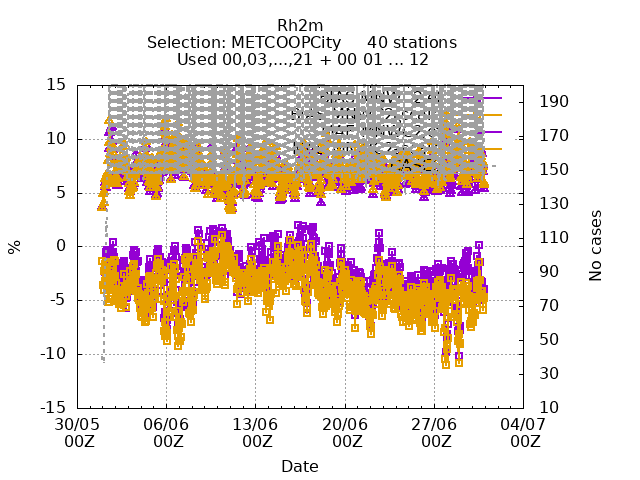 Rh2m
Selection: METCOOPCity 40 stations
Used 00,03,...,21 + 00 01 ... 12
15
10
5
0
-5
-10
-15
%
190
170
150
130
110
90
70
50
30
10
No cases
30/05 06/06 13/06 20/06 27/06 04/07
00Z 00Z 00Z 00Z 00Z 00Z
Date